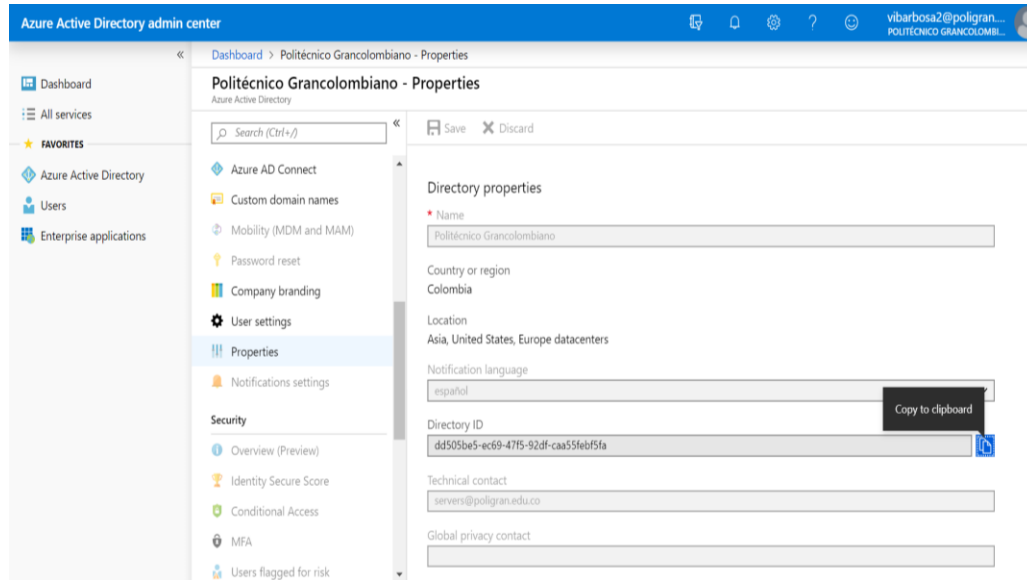 Azure Active Directory admin center
vibarbosa2@poligran....
POLITÉCNICO GRANCOLOMBI...
Dashboard > Politécnico Grancolombiano - Properties
Politécnico Grancolombiano - Properties
Azure Active Directory
Dashboard
All services
FAVORITES
Azure Active Directory
Users
Enterprise applications
Search (Ctrl+/)
Azure AD Connect
Custom domain names
Mobility (MDM and MAM)
Password reset
Company branding
User settings
Properties
Notifications settings
Security
Overview (Preview)
Identity Secure Score
Conditional Access
MFA
Users flagged for risk
Save Discard
Directory properties
* Name
Politécnico Grancolombiano
Country or region
Colombia
Location
Asia, United States, Europe datacenters
Notification language
español
Copy to clipboard
Directory ID
dd505be5-ec69-47f5-92df-caa55febf5fa
Technical contact
servers@poligran.edu.co
Global privacy contact